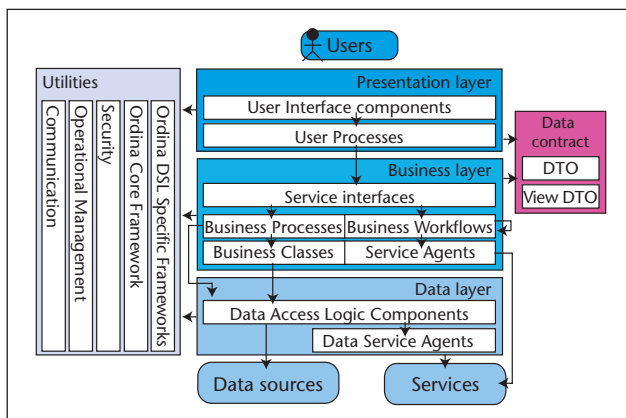 Users
Utilities
Communication
Operational Management
Security
Ordina Core Framework
Ordina DSL Specific Frameworks
Presentation layer
User Interface components
User Processes
Data
contract
DTO
View DTO
Business layer
Service interfaces
Business Processes
Business Workflows
Business Classes
Service Agents
Data layer
Data Access Logic Components
Data Service Agents
Data sources
Services